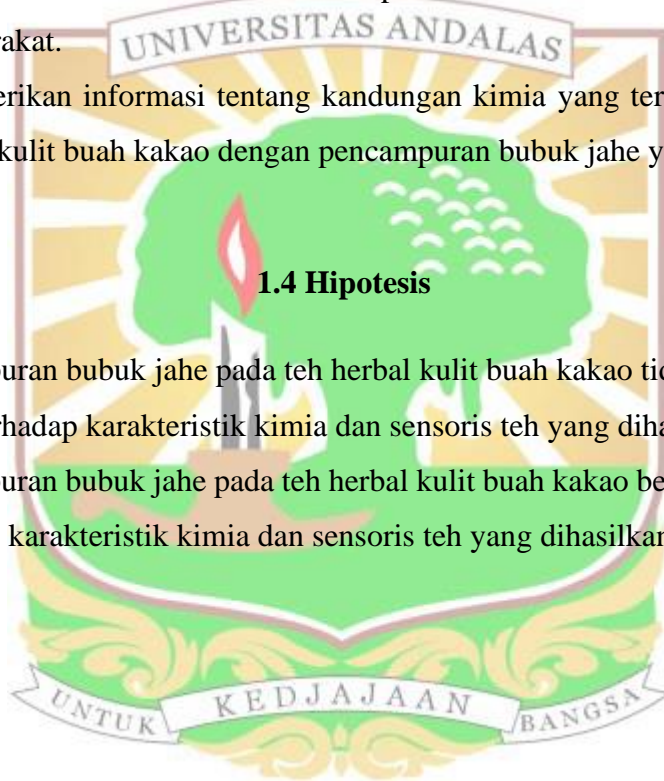 rakat.
UNIVERSITAS ANDALAS
erikan informasi tentang kandungan kimia yang ter
kulit buah kakao dengan pencampuran bubuk jahe y
1.4 Hipotesis
puran bubuk jahe pada teh herbal kulit buah kakao tid
rhadap karakteristik kimia dan sensoris teh yang diha
puran bubuk jahe pada teh herbal kulit buah kakao be
karakteristik kimia dan sensoris teh yang dihasilkan
UNTUK KEDJAJAAN BANGSA